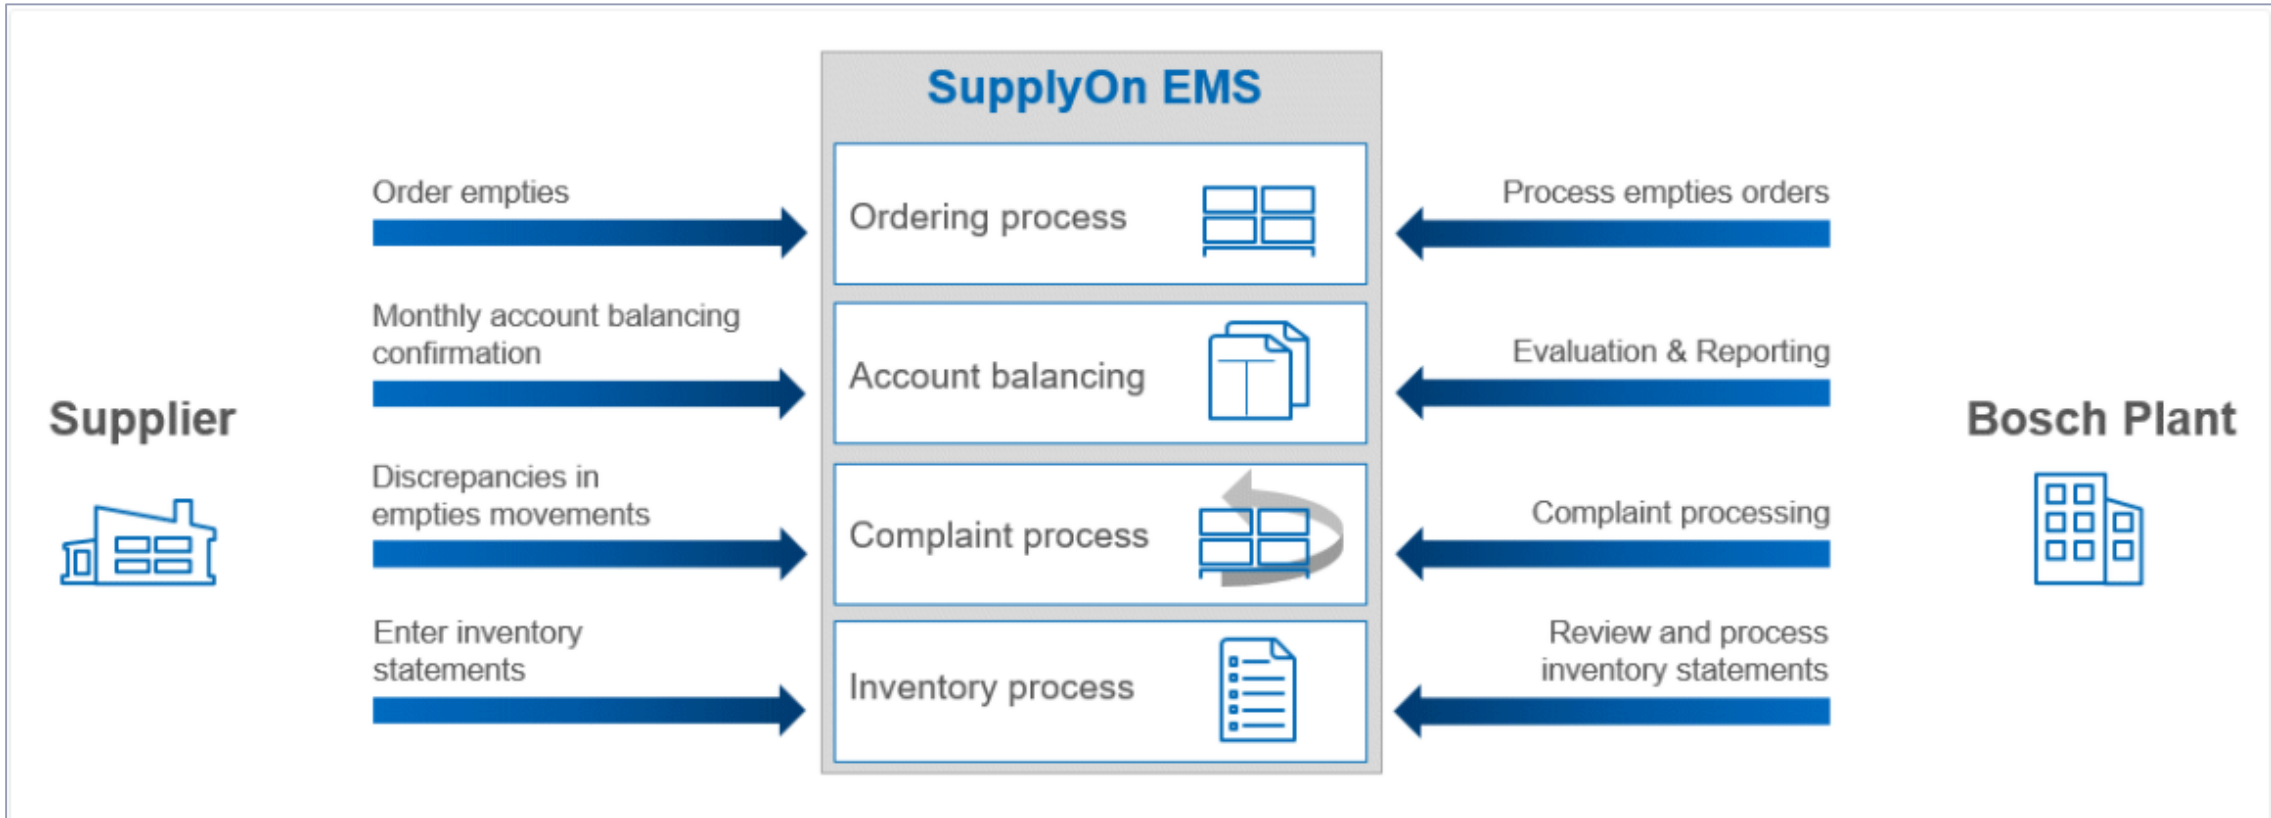 SupplyOn EMS
Order empties
Ordering process
Process empties orders
Monthly account balancing
confirmation
Account balancing
Evaluation & Reporting
Supplier
Bosch Plant
Discrepancies in
empties movements
Complaint process
Complaint processing
Enter inventory
statements
Inventory process
Review and process
inventory statements